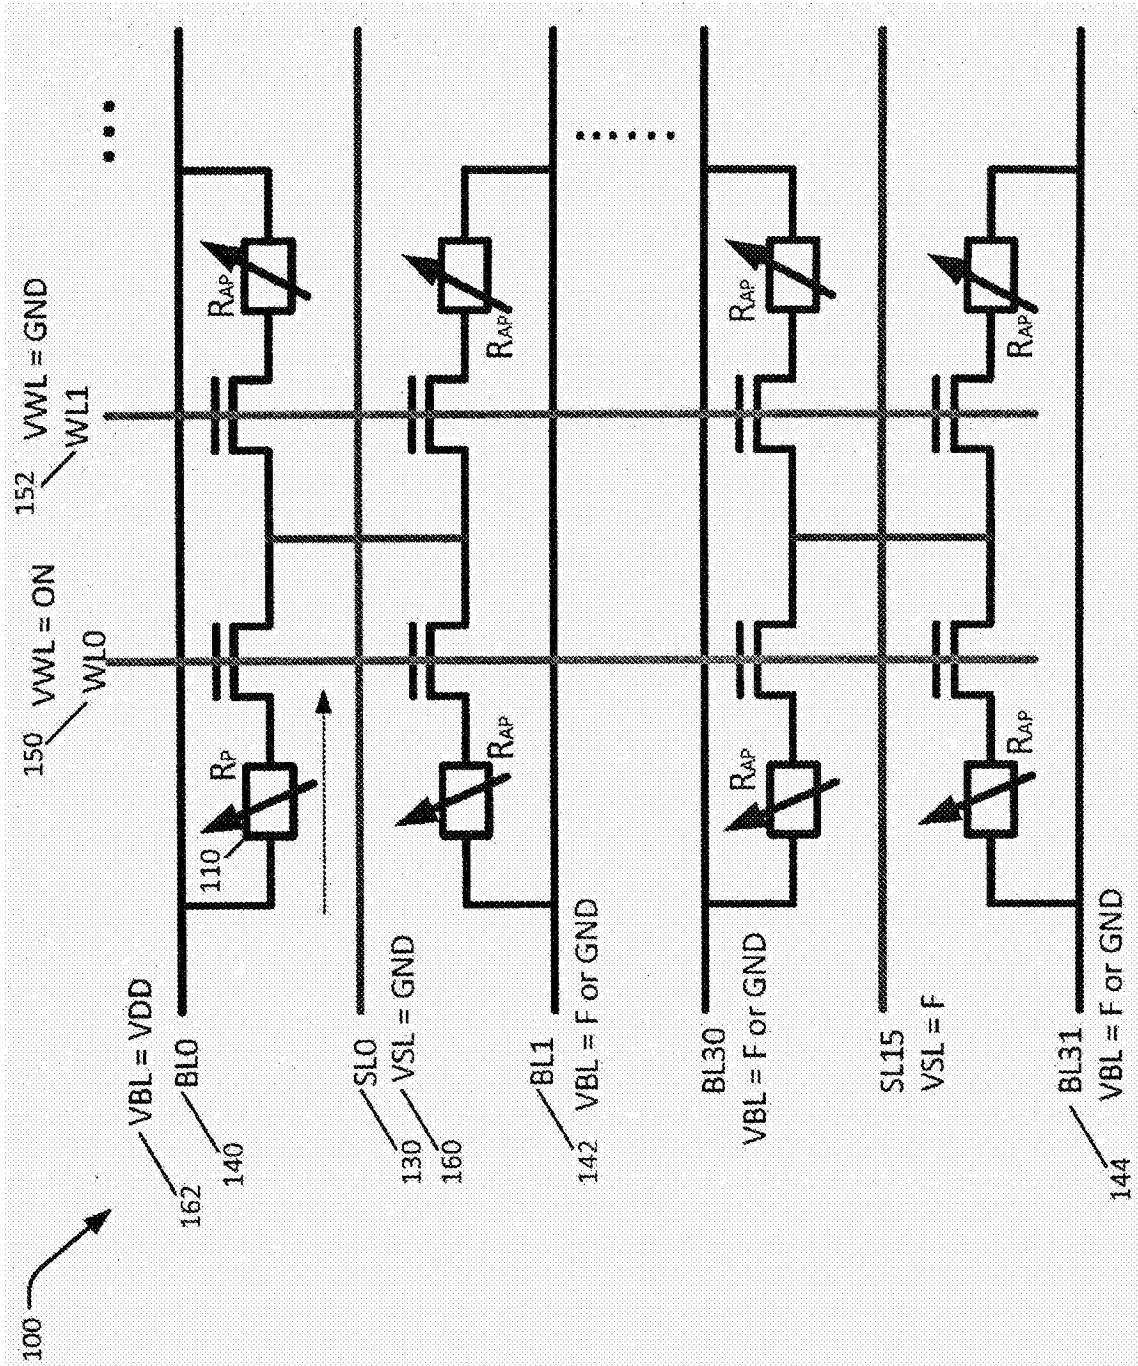 100
162
VBL = VDD
140
BL0
130
SL0
160
VSL = GND
142
BL1
VBL = F or GND
BL30
VBL = F or GND
SL15
VSL = F
144
BL31
VBL = F or GND
150
VWL = ON
WL0
152
VWL = GND
WL1
110
RP
RAP
RAP
RAP
RAP
RAP
RAP
RAP